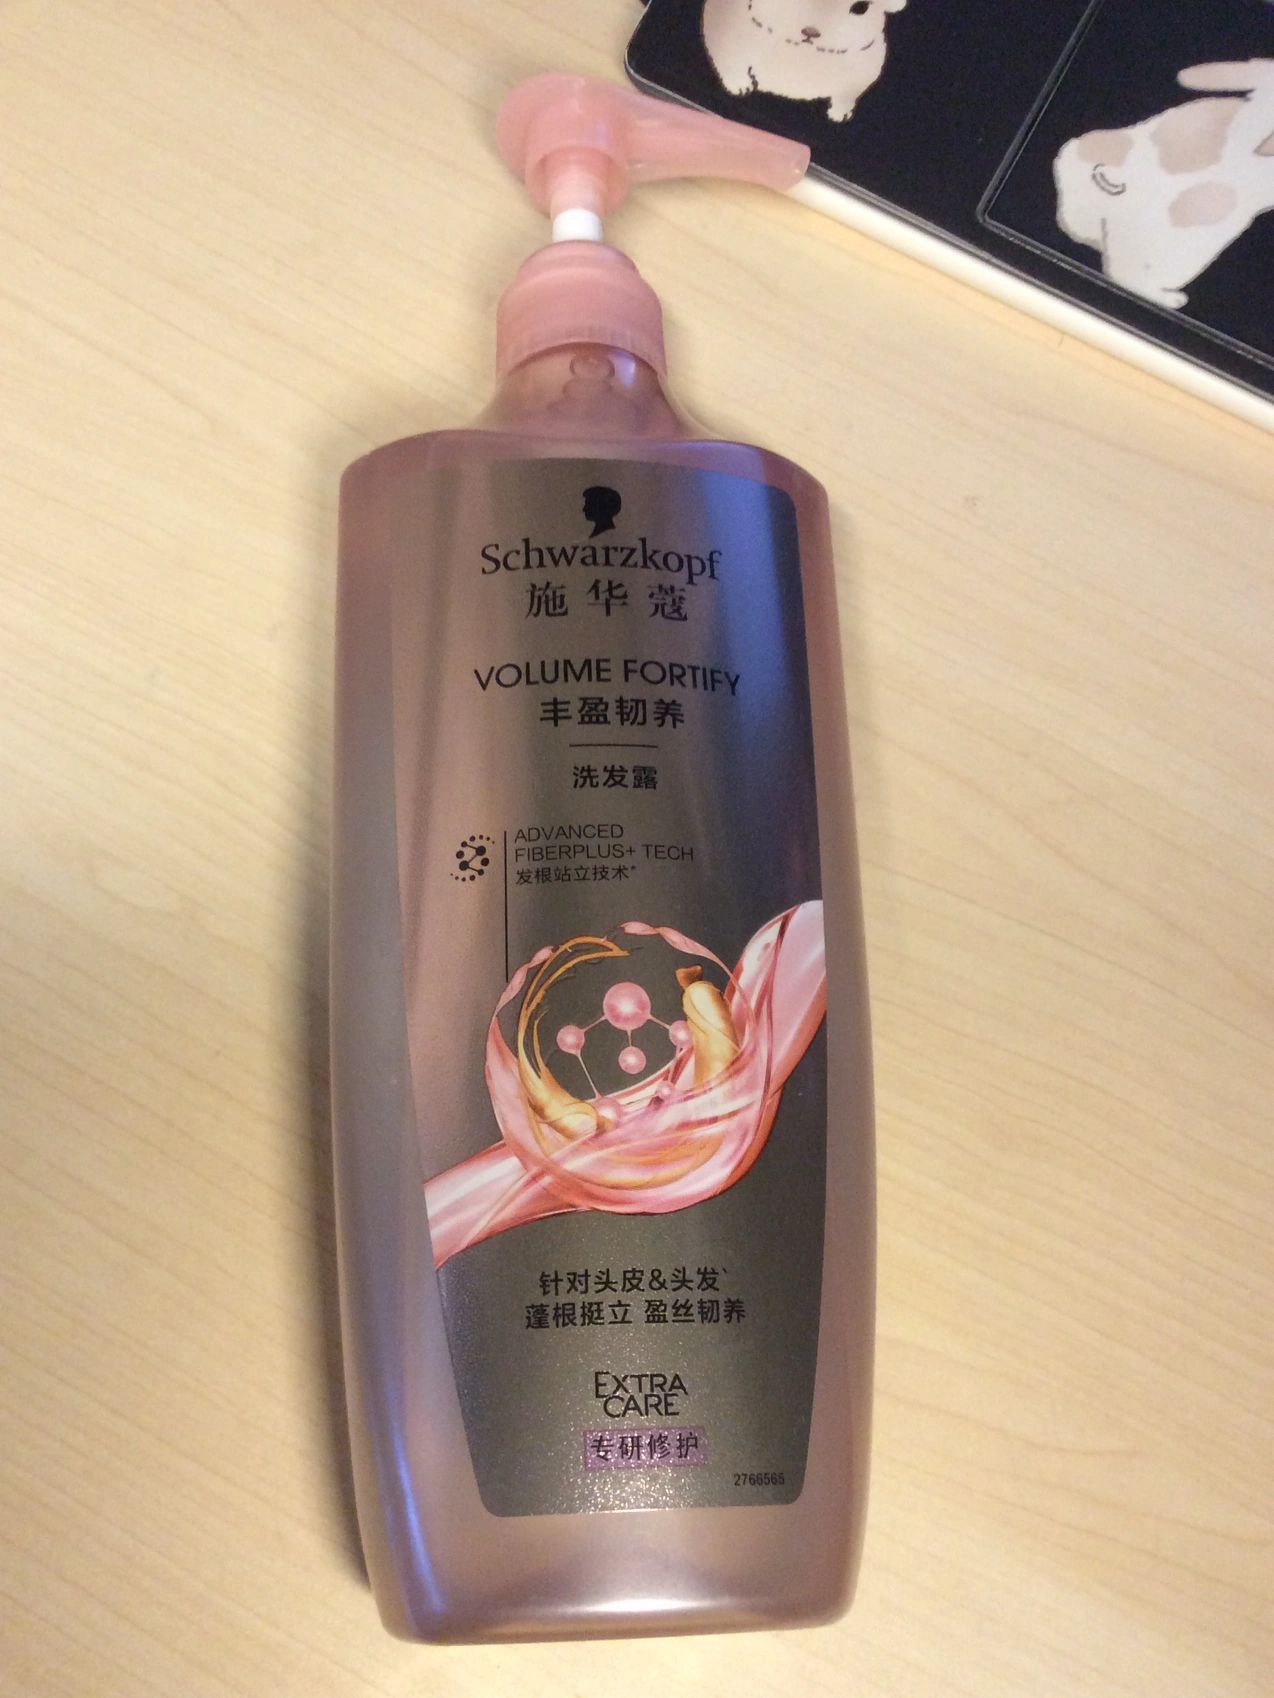 Schwarzkopf
施华蔻
VOLUME FORTIFY
丰盈韧养
洗发露
ADVANCED
FIBERPLUS+ TECH
发根站立技术*
针对头皮&头发`
蓬根挺立 盈丝韧养
EXTRA
CARE
专研修护
2766565